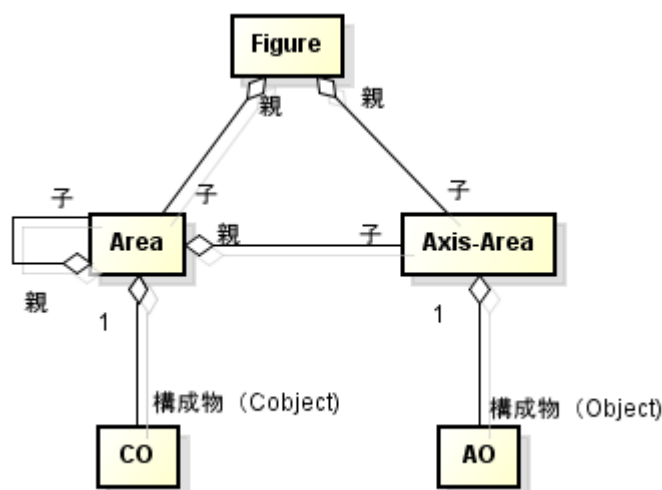 Figure
親
親
子
子
子
Area
親
子
Axis-Area
親
1
1
構成物（Cobject)
構成物（Object)
CO
AO